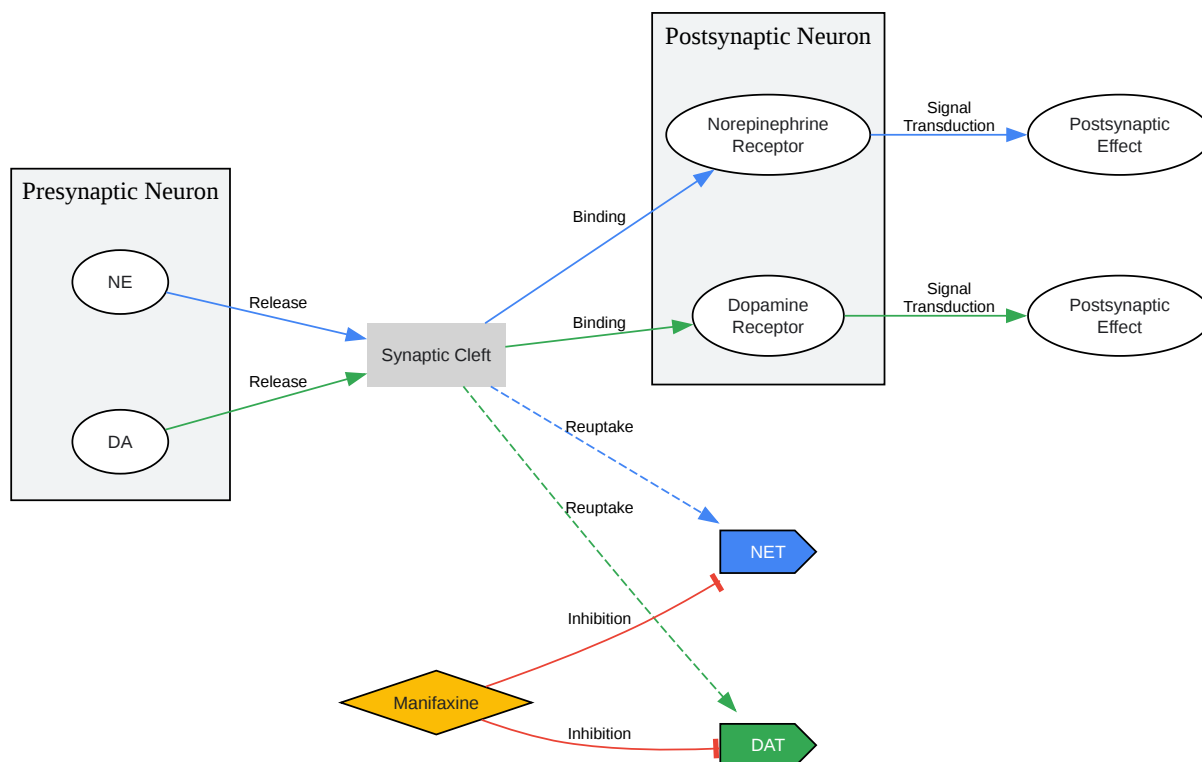 Postsynaptic Neuron
Norepinephrine
Receptor
Signal
Transduction
Postsynaptic
Effect
Presynaptic Neuron
Binding
NE
Release
Dopamine
Receptor
Signal
Transduction
Postsynaptic
Effect
Binding
Synaptic Cleft
Release
DA
Reuptake
Reuptake
NET
Inhibition
Manifaxine
Inhibition
DAT